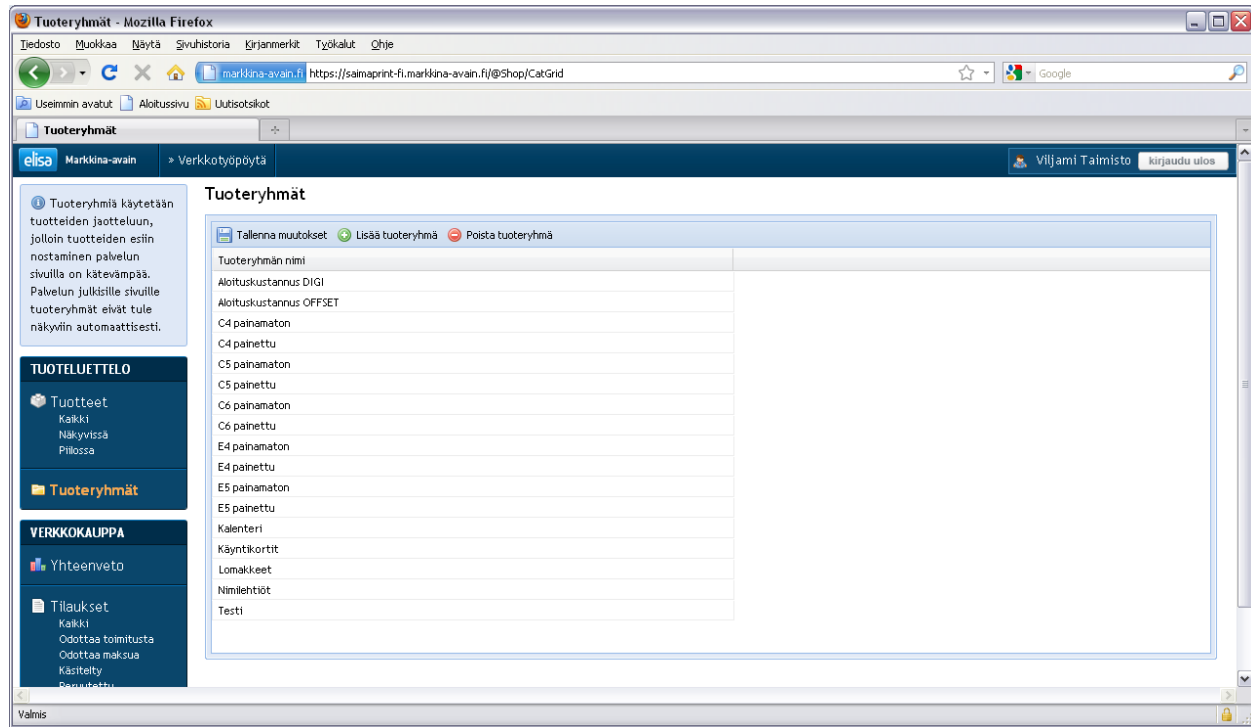 Tuoteryhmät - Mozilla Firefox
Tiedosto Muokkaa Näytä Sivuhistoria Kirjanmerkit Työkalut Ohje
markkina-avain.fi https://saimaprint-fi.markkina-avain.fi/@Shop/CatGrid
Google
Useimmin avatut Aloitussivu Uutisotsikot
Tuoteryhmät
elisa Markkina-avain » Verkkotyöpöytä Viljami Taimisto kirjaudu ulos
Tuoteryhmiä käytetään
tuotteiden jaotteluun,
jolloin tuotteiden esiin
nostaminen palvelun
sivuilla on kätevämpää.
Palvelun julkisille sivuille
tuoteryhmät eivät tule
näkyviin automaattisesti.
TUOTELUETTELO
Tuotteet
Kaikki
Näkyvissä
Piilossa
Tuoteryhmät
VERKKOKAUPPA
Yhteenveto
Tilaukset
Kaikki
Odottaa toimitusta
Odottaa maksua
Käsitelty
Peruutettu
Tuoteryhmät
Tallenna muutokset Lisää tuoteryhmä Poista tuoteryhmä
Tuoteryhmän nimi
Aloituskustannus DIGI
Aloituskustannus OFFSET
C4 painamaton
C4 painettu
C5 painamaton
C5 painettu
C6 painamaton
C6 painettu
E4 painamaton
E4 painettu
E5 painamaton
E5 painettu
Kalenteri
Käyntikortit
Lomakkeet
Nimilehtiöt
Testi
Valmis